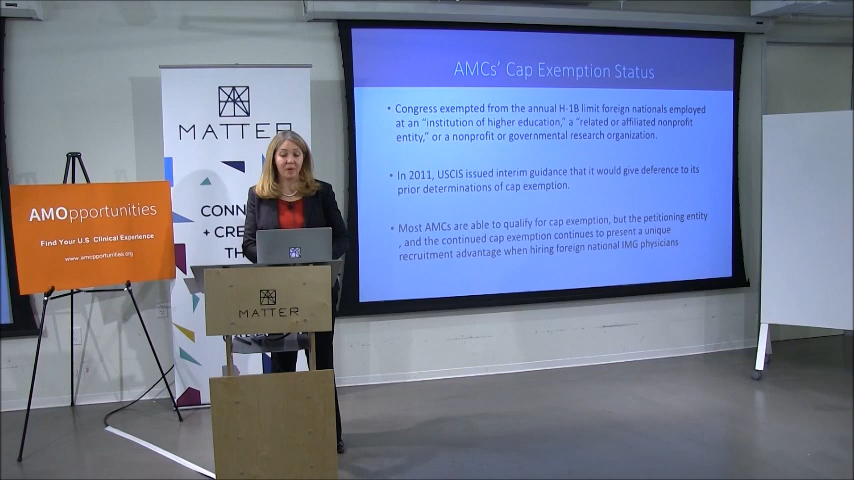 AMCs' Cap Exemption Status
• Congress exempted from the annual H-1B limit foreign nationals employed
at an "institution of higher education," a "related or affiliated nonprofit
entity," or a nonprofit or governmental research organization.
• In 2011, USCIS issued interim guidance that it would give deference to its
prior determinations of cap exemption.
• Most AMCs are able to qualify for cap exemption, but the petitioning entity
, and the continued cap exemption continues to present a unique
recruitment advantage when hiring foreign national IMG physicians
MATTER
CONN
+ CRE
TH
AMOpportunities
Find Your U.S. Clinical Experience
www.amopportunities.org
MATTER